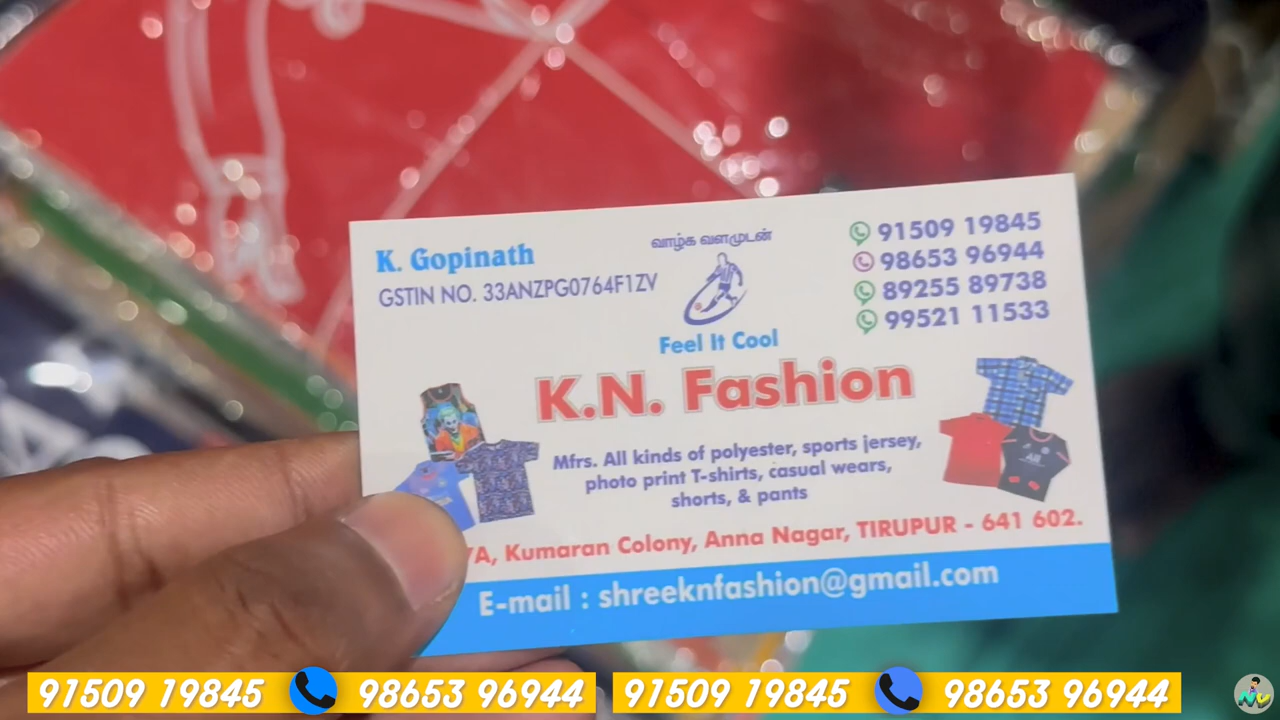 K. Gopinath
GSTIN NO. 33ANZPG0764F1ZV
வாழ்க வளமுடன்
Feel It Cool
91509 19845
98653 96944
89255 89738
99521 11533
K.N. Fashion
Mfrs. All kinds of polyester, sports jersey,
photo print T-shirts, casual wears,
shorts, & pants
Kumaran Colony, Anna Nagar, TIRUPUR - 641 602.
E-mail : shreeknfashion@gmail.com
91509 19845 98653 96944 91509 19845 98653 96944